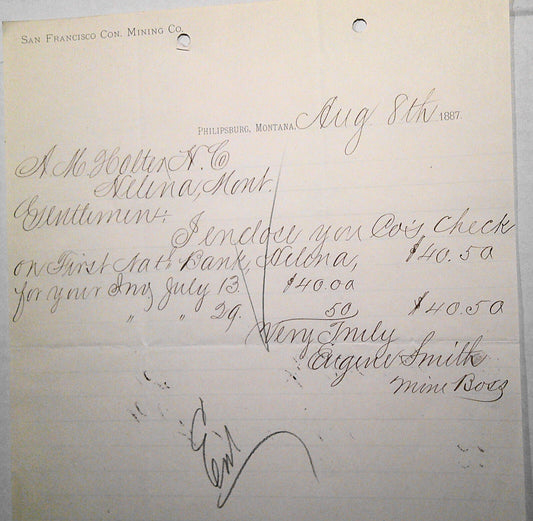 San Francisco Con. Mining Co.
Philipsburg, Montana, Aug 8th 1887.
A. M. Holter H. Co
Helena, Mont.
Gentlemen:
I enclose you Co's, Check
on First Nat. Bank, Helena, $40.50
for your Inv, July 13. $40.00
" " 29. 50 $40.50
Very Truly
Eugene Smith
Mine Boss
Ent